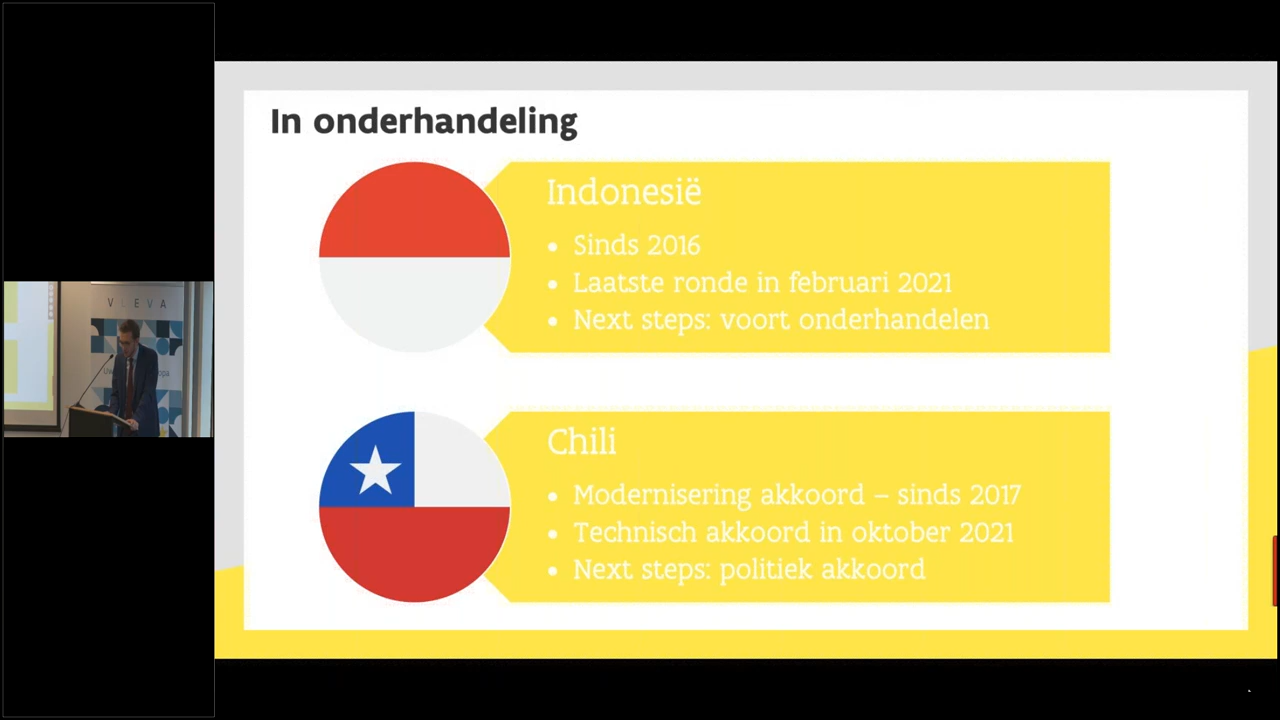 In onderhandeling
Indonesië
• Sinds 2016
• Laatste ronde in februari 2021
• Next steps: voort onderhandelen
Chili
• Modernisering akkoord – sinds 2017
• Technisch akkoord in oktober 2021
• Next steps: politiek akkoord
VLEVA